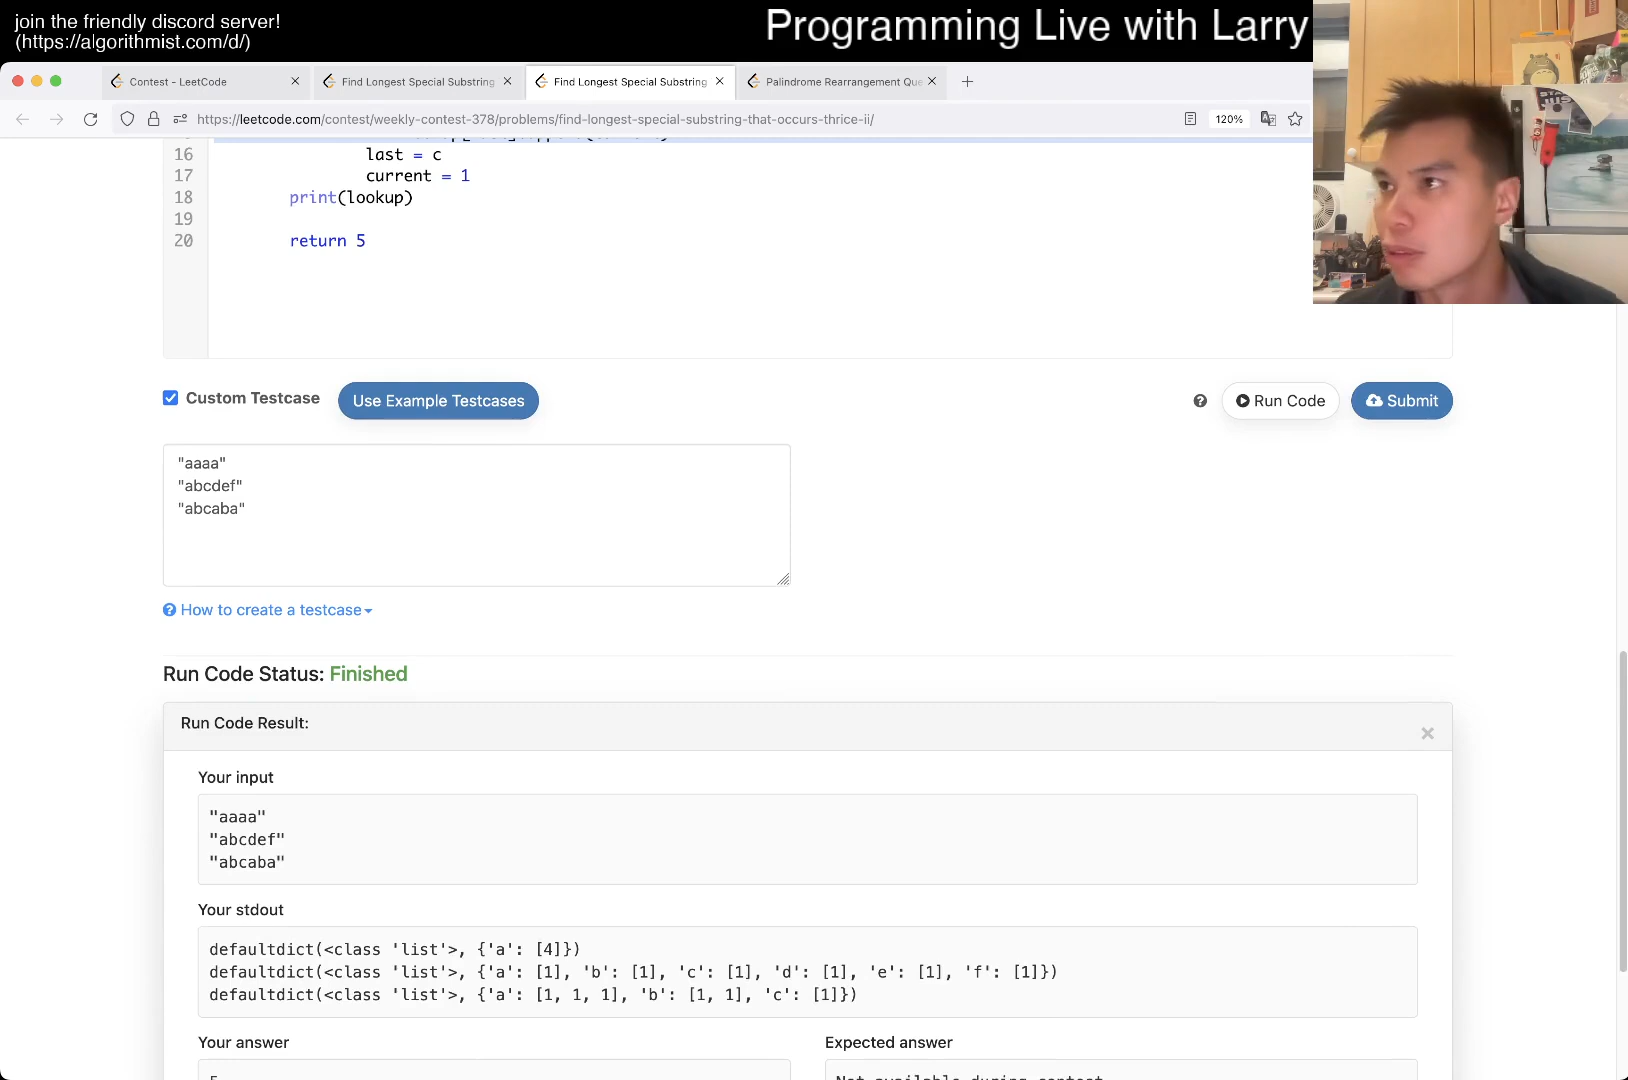 join the friendly discord server!
(https://algorithmist.com/d/)
Programming Live with Larry
Contest - LeetCode
Find Longest Special Substring
Find Longest Special Substring
Palindrome Rearrangement Que
https://leetcode.com/contest/weekly-contest-378/problems/find-longest-special-substring-that-occurs-thrice-ii/
120%
16 last = c
17 current = 1
18 print(lookup)
19
20 return 5
Custom Testcase
Use Example Testcases
Run Code
Submit
"aaaa"
"abcdef"
"abcaba"
How to create a testcase
Run Code Status: Finished
Run Code Result:
Your input
"aaaa"
"abcdef"
"abcaba"
Your stdout
defaultdict(<class 'list'>, {'a': [4]})
defaultdict(<class 'list'>, {'a': [1], 'b': [1], 'c': [1], 'd': [1], 'e': [1], 'f': [1]})
defaultdict(<class 'list'>, {'a': [1, 1, 1], 'b': [1, 1], 'c': [1]})
Your answer
Expected answer
5
Not available during contest